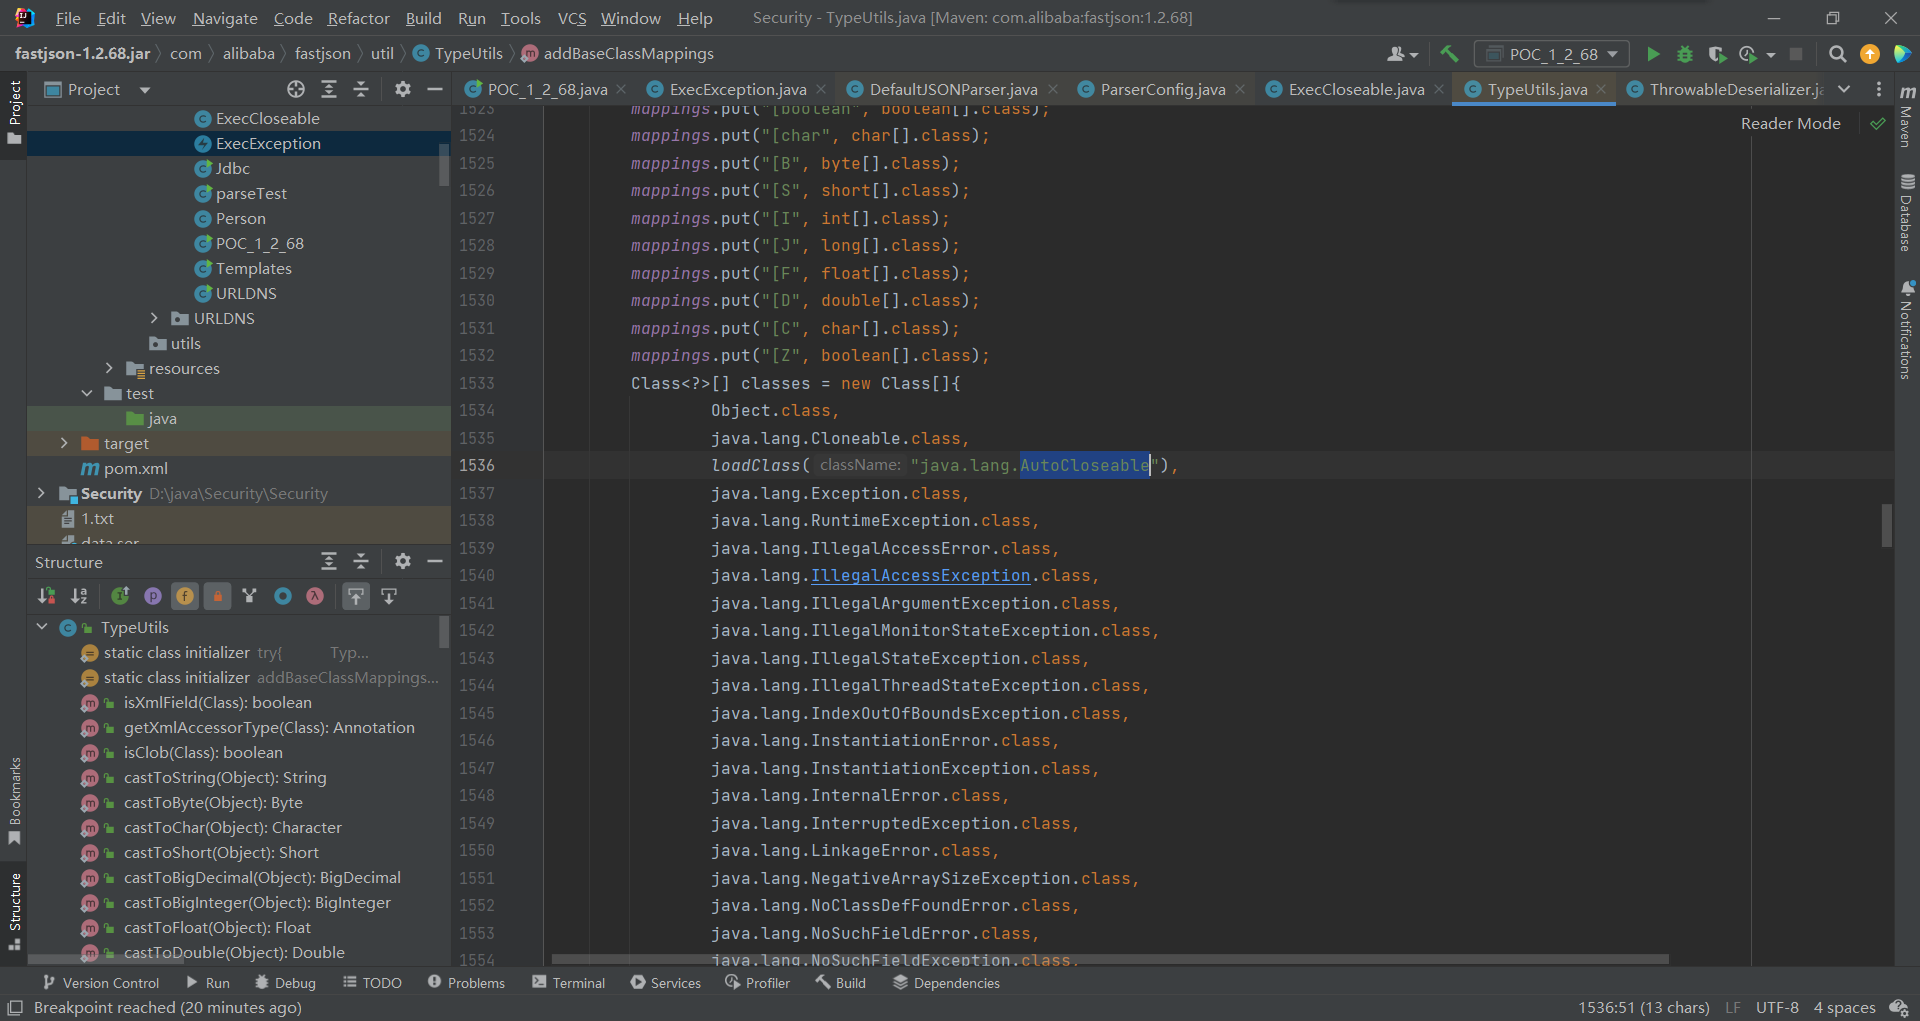 File Edit View Navigate Code Refactor Build Run Tools VCS Window Help Security - TypeUtils.java [Maven: com.alibaba:fastjson:1.2.68]
fastjson-1.2.68.jar com alibaba fastjson util TypeUtils addBaseClassMappings POC_1_2_68
Project
POC_1_2_68.java ExecException.java DefaultJSONParser.java ParserConfig.java ExecCloseable.java TypeUtils.java ThrowableDeserializer.ja
Project
ExecCloseable
ExecException
Jdbc
parseTest
Person
POC_1_2_68
Templates
URLDNS
URLDNS
utils
resources
test
java
target
pom.xml
Security D:\java\Security\Security
1.txt
data.ser
Structure
TypeUtils
static class initializer try{ Typ...
static class initializer addBaseClassMappings...
isXmlField(Class): boolean
getXmlAccessorType(Class): Annotation
isClob(Class): boolean
castToString(Object): String
castToByte(Object): Byte
castToChar(Object): Character
castToShort(Object): Short
castToBigDecimal(Object): BigDecimal
castToBigInteger(Object): BigInteger
castToFloat(Object): Float
castToDouble(Object): Double
Bookmarks
Structure
Reader Mode
1523 mappings.put("[boolean", boolean[].class);
1524 mappings.put("[char", char[].class);
1525 mappings.put("[B", byte[].class);
1526 mappings.put("[S", short[].class);
1527 mappings.put("[I", int[].class);
1528 mappings.put("[J", long[].class);
1529 mappings.put("[F", float[].class);
1530 mappings.put("[D", double[].class);
1531 mappings.put("[C", char[].class);
1532 mappings.put("[Z", boolean[].class);
1533 Class<?>[] classes = new Class[]{
1534 Object.class,
1535 java.lang.Cloneable.class,
1536 loadClass( className: "java.lang.AutoCloseable"),
1537 java.lang.Exception.class,
1538 java.lang.RuntimeException.class,
1539 java.lang.IllegalAccessError.class,
1540 java.lang.IllegalAccessException.class,
1541 java.lang.IllegalArgumentException.class,
1542 java.lang.IllegalMonitorStateException.class,
1543 java.lang.IllegalStateException.class,
1544 java.lang.IllegalThreadStateException.class,
1545 java.lang.IndexOutOfBoundsException.class,
1546 java.lang.InstantiationError.class,
1547 java.lang.InstantiationException.class,
1548 java.lang.InternalError.class,
1549 java.lang.InterruptedException.class,
1550 java.lang.LinkageError.class,
1551 java.lang.NegativeArraySizeException.class,
1552 java.lang.NoClassDefFoundError.class,
1553 java.lang.NoSuchFieldError.class,
1554 java.lang.NoSuchFieldException.class,
Maven
Database
Notifications
Version Control Run Debug TODO Problems Terminal Services Profiler Build Dependencies
Breakpoint reached (20 minutes ago) 1536:51 (13 chars) LF UTF-8 4 spaces